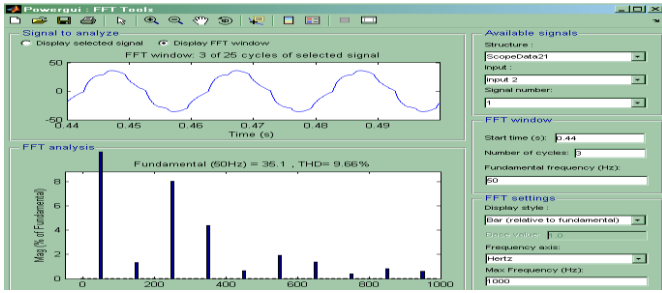 Powergui : FFT Tools
Signal to analyze
Display selected signal
Display FFT window
FFT window: 3 of 25 cycles of selected signal
50
0
-50
0.44
0.45
0.46
0.47
0.48
0.49
Time (s)
FFT analysis
Fundamental (50Hz) = 35.1 , THD= 9.66%
Mag (% of Fundamental)
8
6
4
2
0
0
200
400
600
800
1000
Available signals
Structure :
ScopeData21
Input :
input 2
Signal number:
1
FFT window
Start time (s): 0.44
Number of cycles: 3
Fundamental frequency (Hz):
50
FFT settings
Display style :
Bar (relative to fundamental)
Base value: 1.0
Frequency axis:
Hertz
Max Frequency (Hz):
1000